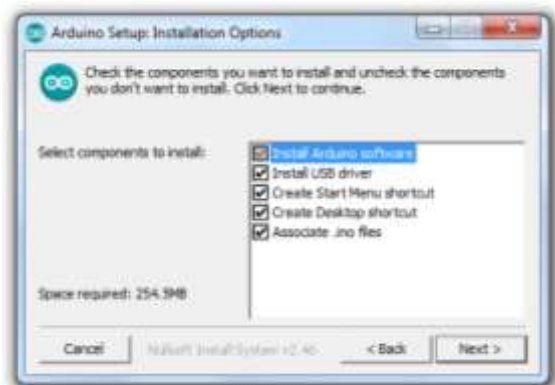 Arduino Setup: Installation Options
Check the components you want to install and uncheck the components
you don't want to install. Click Next to continue.
Select components to install:
Install Arduino software
Install USB driver
Create Start Menu shortcut
Create Desktop shortcut
Associate .ino files
Space required: 254.9MB
Cancel
Nullsoft Install System v2.46
< Back
Next >